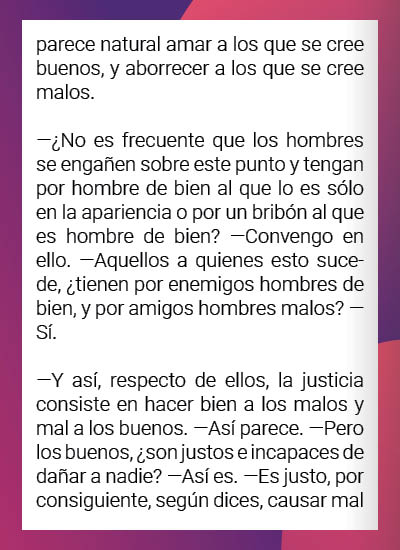 parece natural amar a los que se cree
buenos, y aborrecer a los que se cree
malos.
—¿No es frecuente que los hombres
se engañen sobre este punto y tengan
por hombre de bien al que lo es sólo
en la apariencia o por un bribón al que
es hombre de bien? —Convengo en
ello. —Aquellos a quienes esto suce-
de, ¿tienen por enemigos hombres de
bien, y por amigos hombres malos? —
Sí.
—Y así, respecto de ellos, la justicia
consiste en hacer bien a los malos y
mal a los buenos. —Así parece. —Pero
los buenos, ¿son justos e incapaces de
dañar a nadie? —Así es. —Es justo, por
consiguiente, según dices, causar mal